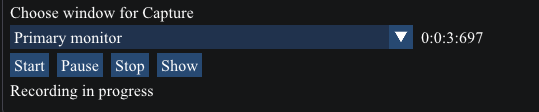 Choose window for Capture
Primary monitor 0:0:3:697
Start Pause Stop Show
Recording in progress